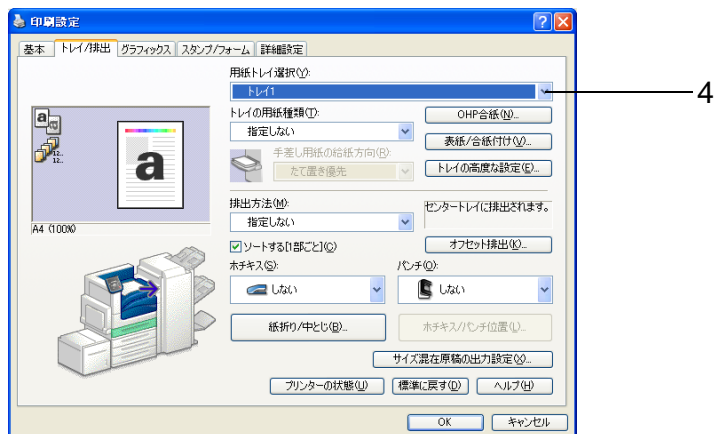 印刷設定
基本 トレイ/排出 グラフィックス スタンプ/フォーム 詳細設定
用紙トレイ選択(Y):
トレイ1
4
トレイの用紙種類(T):
指定しない
OHP合紙(N)...
表紙/合紙付け(V)...
手差し用紙の給紙方向(R):
たて置き優先
トレイの高度な設定(E)...
a
12..
12..
a
A4 (100%)
排出方法(M):
指定しない
センタートレイに排出されます。
ソートする[1部ごと](C)
オフセット排出(K)...
ホチキス(S):
しない
パンチ(O):
しない
紙折り/中とじ(B)...
ホチキス/パンチ位置(L)...
サイズ混在原稿の出力設定(X)...
プリンターの状態(U)
標準に戻す(D)
ヘルプ(H)
OK
キャンセル